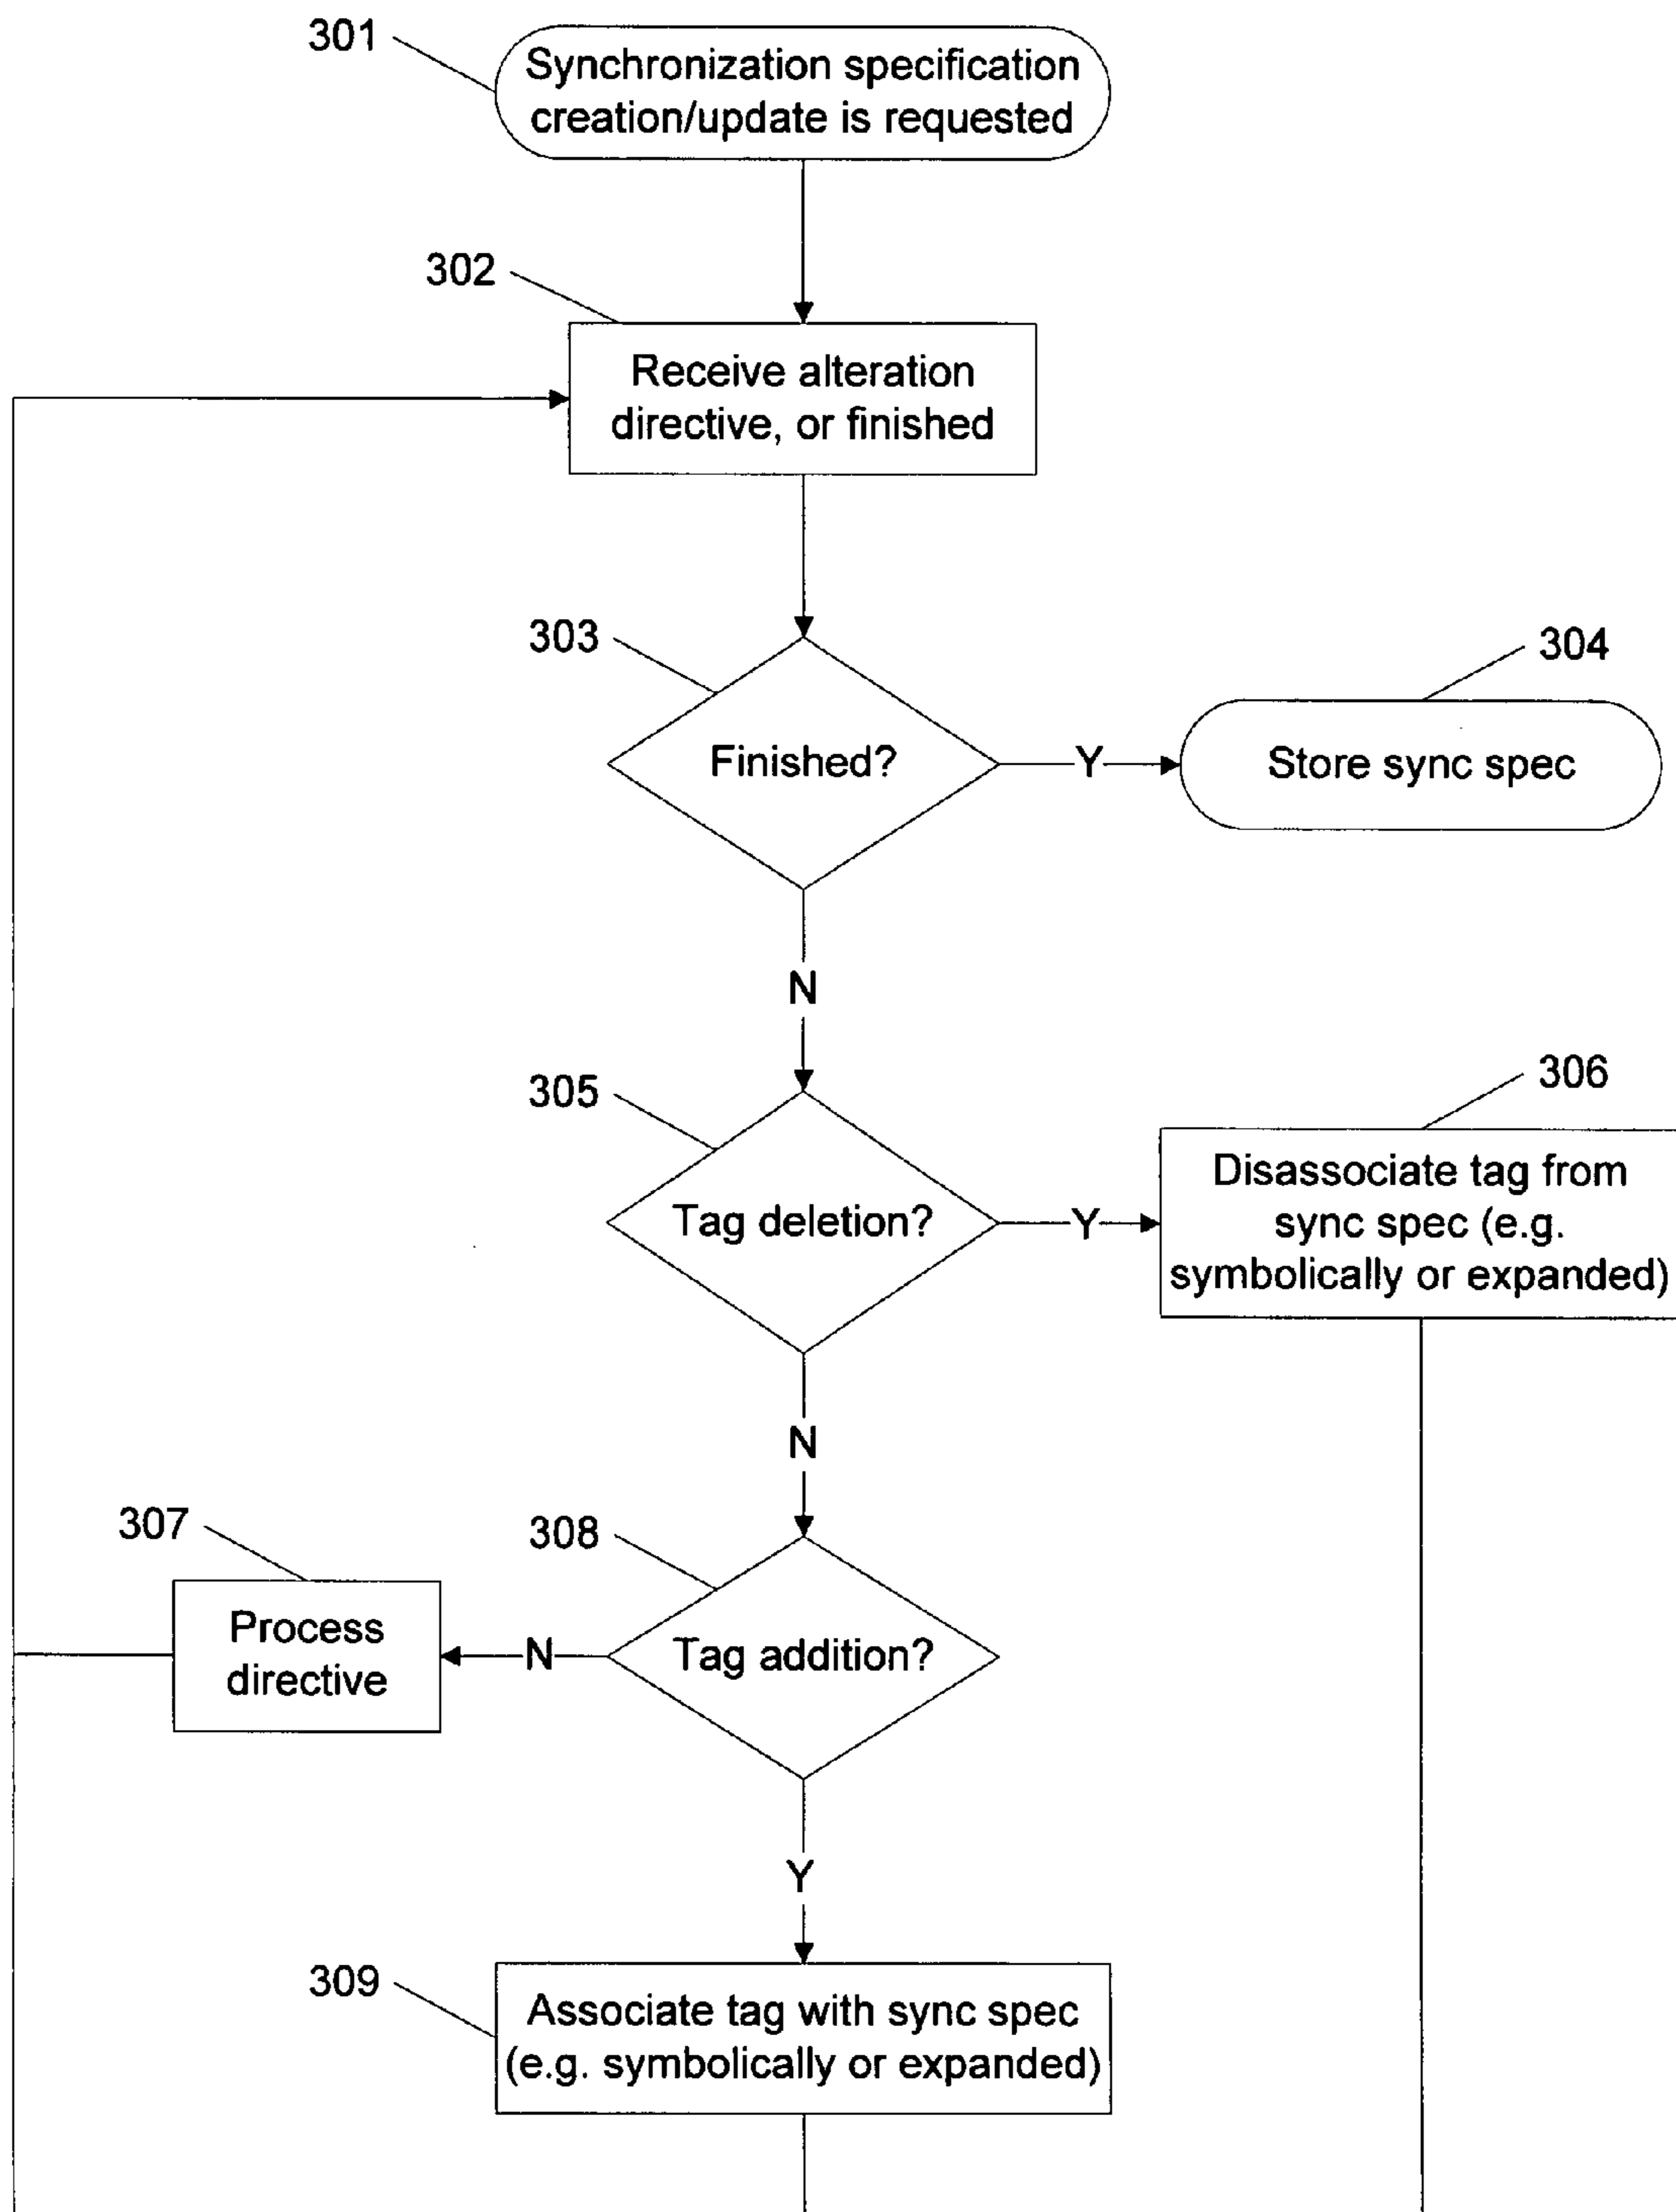 301
Synchronization specification
creation/update is requested
302
Receive alteration
directive, or finished
303
Finished?
Y
304
Store sync spec
N
305
Tag deletion?
Y
306
Disassociate tag from
sync spec (e.g.
symbolically or expanded)
N
307
Process
directive
N
308
Tag addition?
Y
309
Associate tag with sync spec
(e.g. symbolically or expanded)